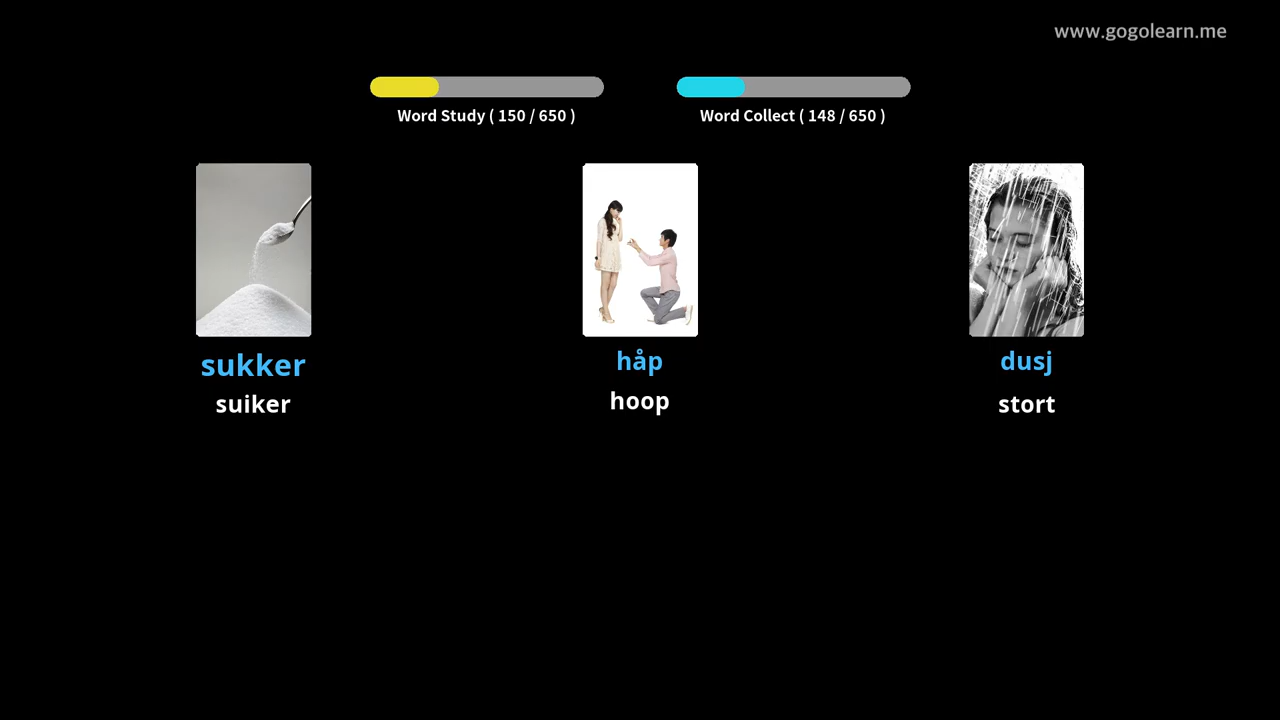 www.gogolearn.me
Word Study ( 150 / 650 )
Word Collect ( 148 / 650 )
sukker
suiker
håp
hoop
dusj
stort